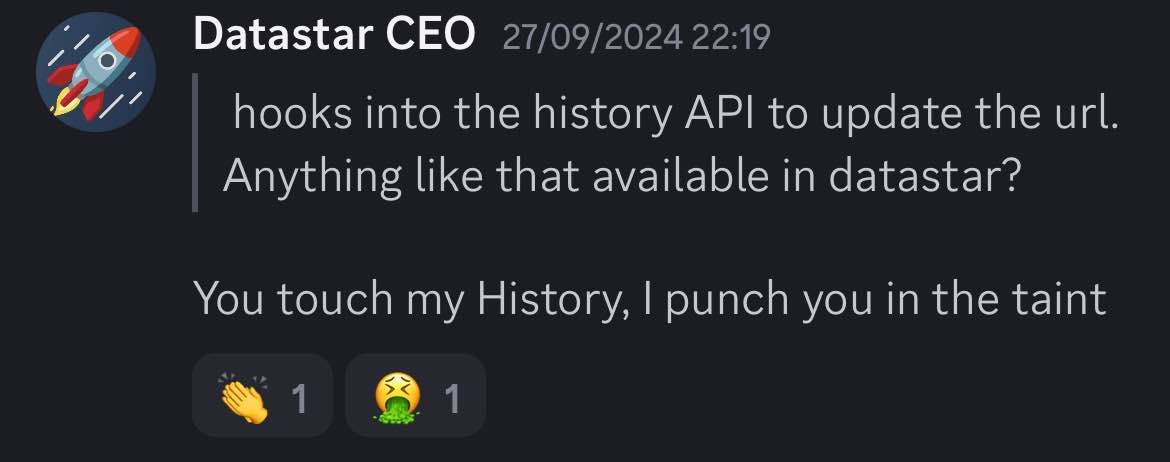 Datastar CEO 27/09/2024 22:19
hooks into the history API to update the url.
Anything like that available in datastar?
You touch my History, I punch you in the taint
1 1